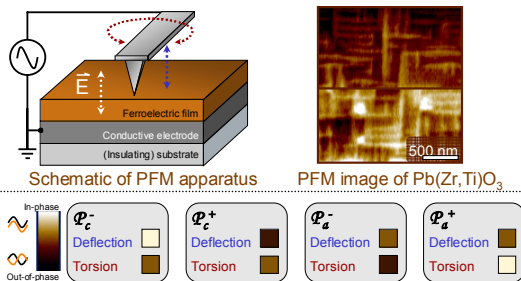 E
Ferroelectric film
Conductive electrode
(Insulating) substrate
500 nm
Schematic of PFM apparatus
PFM image of Pb(Zr,Ti)O₃
In-phase
Out-of-phase
𝒫c-
Deflection
Torsion
𝒫c+
Deflection
Torsion
𝒫a-
Deflection
Torsion
𝒫a+
Deflection
Torsion